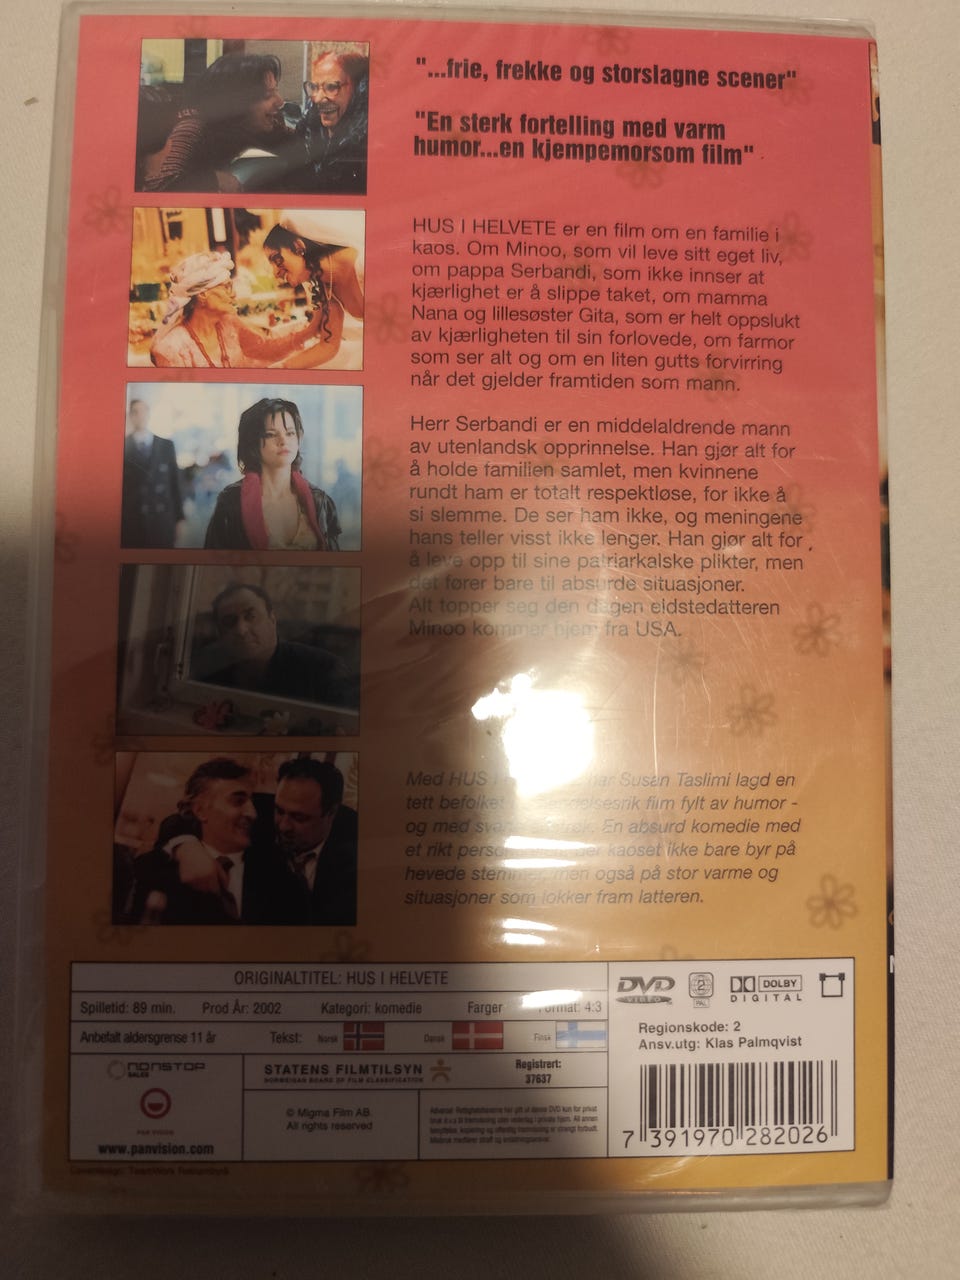 "...frie, frekke og storslagne scener"
"En sterk fortelling med varm
humor...en kjempemorsom film"
HUS I HELVETE er en film om en familie i
kaos. Om Minoo, som vil leve sitt eget liv,
om pappa Serbandi, som ikke innser at
kjærlighet er å slippe taket, om mamma
Nana og lillesøster Gita, som er helt oppslukt
av kjærligheten til sin forlovede, om farmor
som ser alt og om en liten gutts forvirring
når det gjelder framtiden som mann.
Herr Serbandi er en middelaldrende mann
av utenlandsk opprinnelse. Han gjør alt for
å holde familien samlet, men kvinnene
rundt ham er totalt respektløse, for ikke å
si slemme. De ser ham ikke, og meningene
hans teller visst ikke lenger. Han gjør alt for
å leve opp til sine patriarkalske plikter, men
det fører bare til absurde situasjoner.
Alt topper seg den dagen eldstedatteren
Minoo kommer hjem fra USA.
Med HUS I har Susan Taslimi lagd en
tett befolket film fylt av humor -
og med En absurd komedie med
et rikt der kaoset ikke bare byr på
hevede stemmer, men også på stor varme og
situasjoner som lokker fram latteren.
ORIGINALTITEL: HUS I HELVETE
Spilletid: 89 min. Prod År: 2002 Kategori: komedie Farger Format: 4:3
Anbefalt aldersgrense 11 år Tekst: Norsk Dansk Finsk
NONSTOP
SALES
PAN VISION
www.panvision.com
STATENS FILMTILSYN
NORWEGIAN BOARD OF FILM CLASSIFICATION
Registrert:
37637
© Migma Film AB.
All rights reserved
DVD
VIDEO
2
PAL
DOLBY
DIGITAL
Regionskode: 2
Ansv.utg: Klas Palmqvist
7 391970 282026